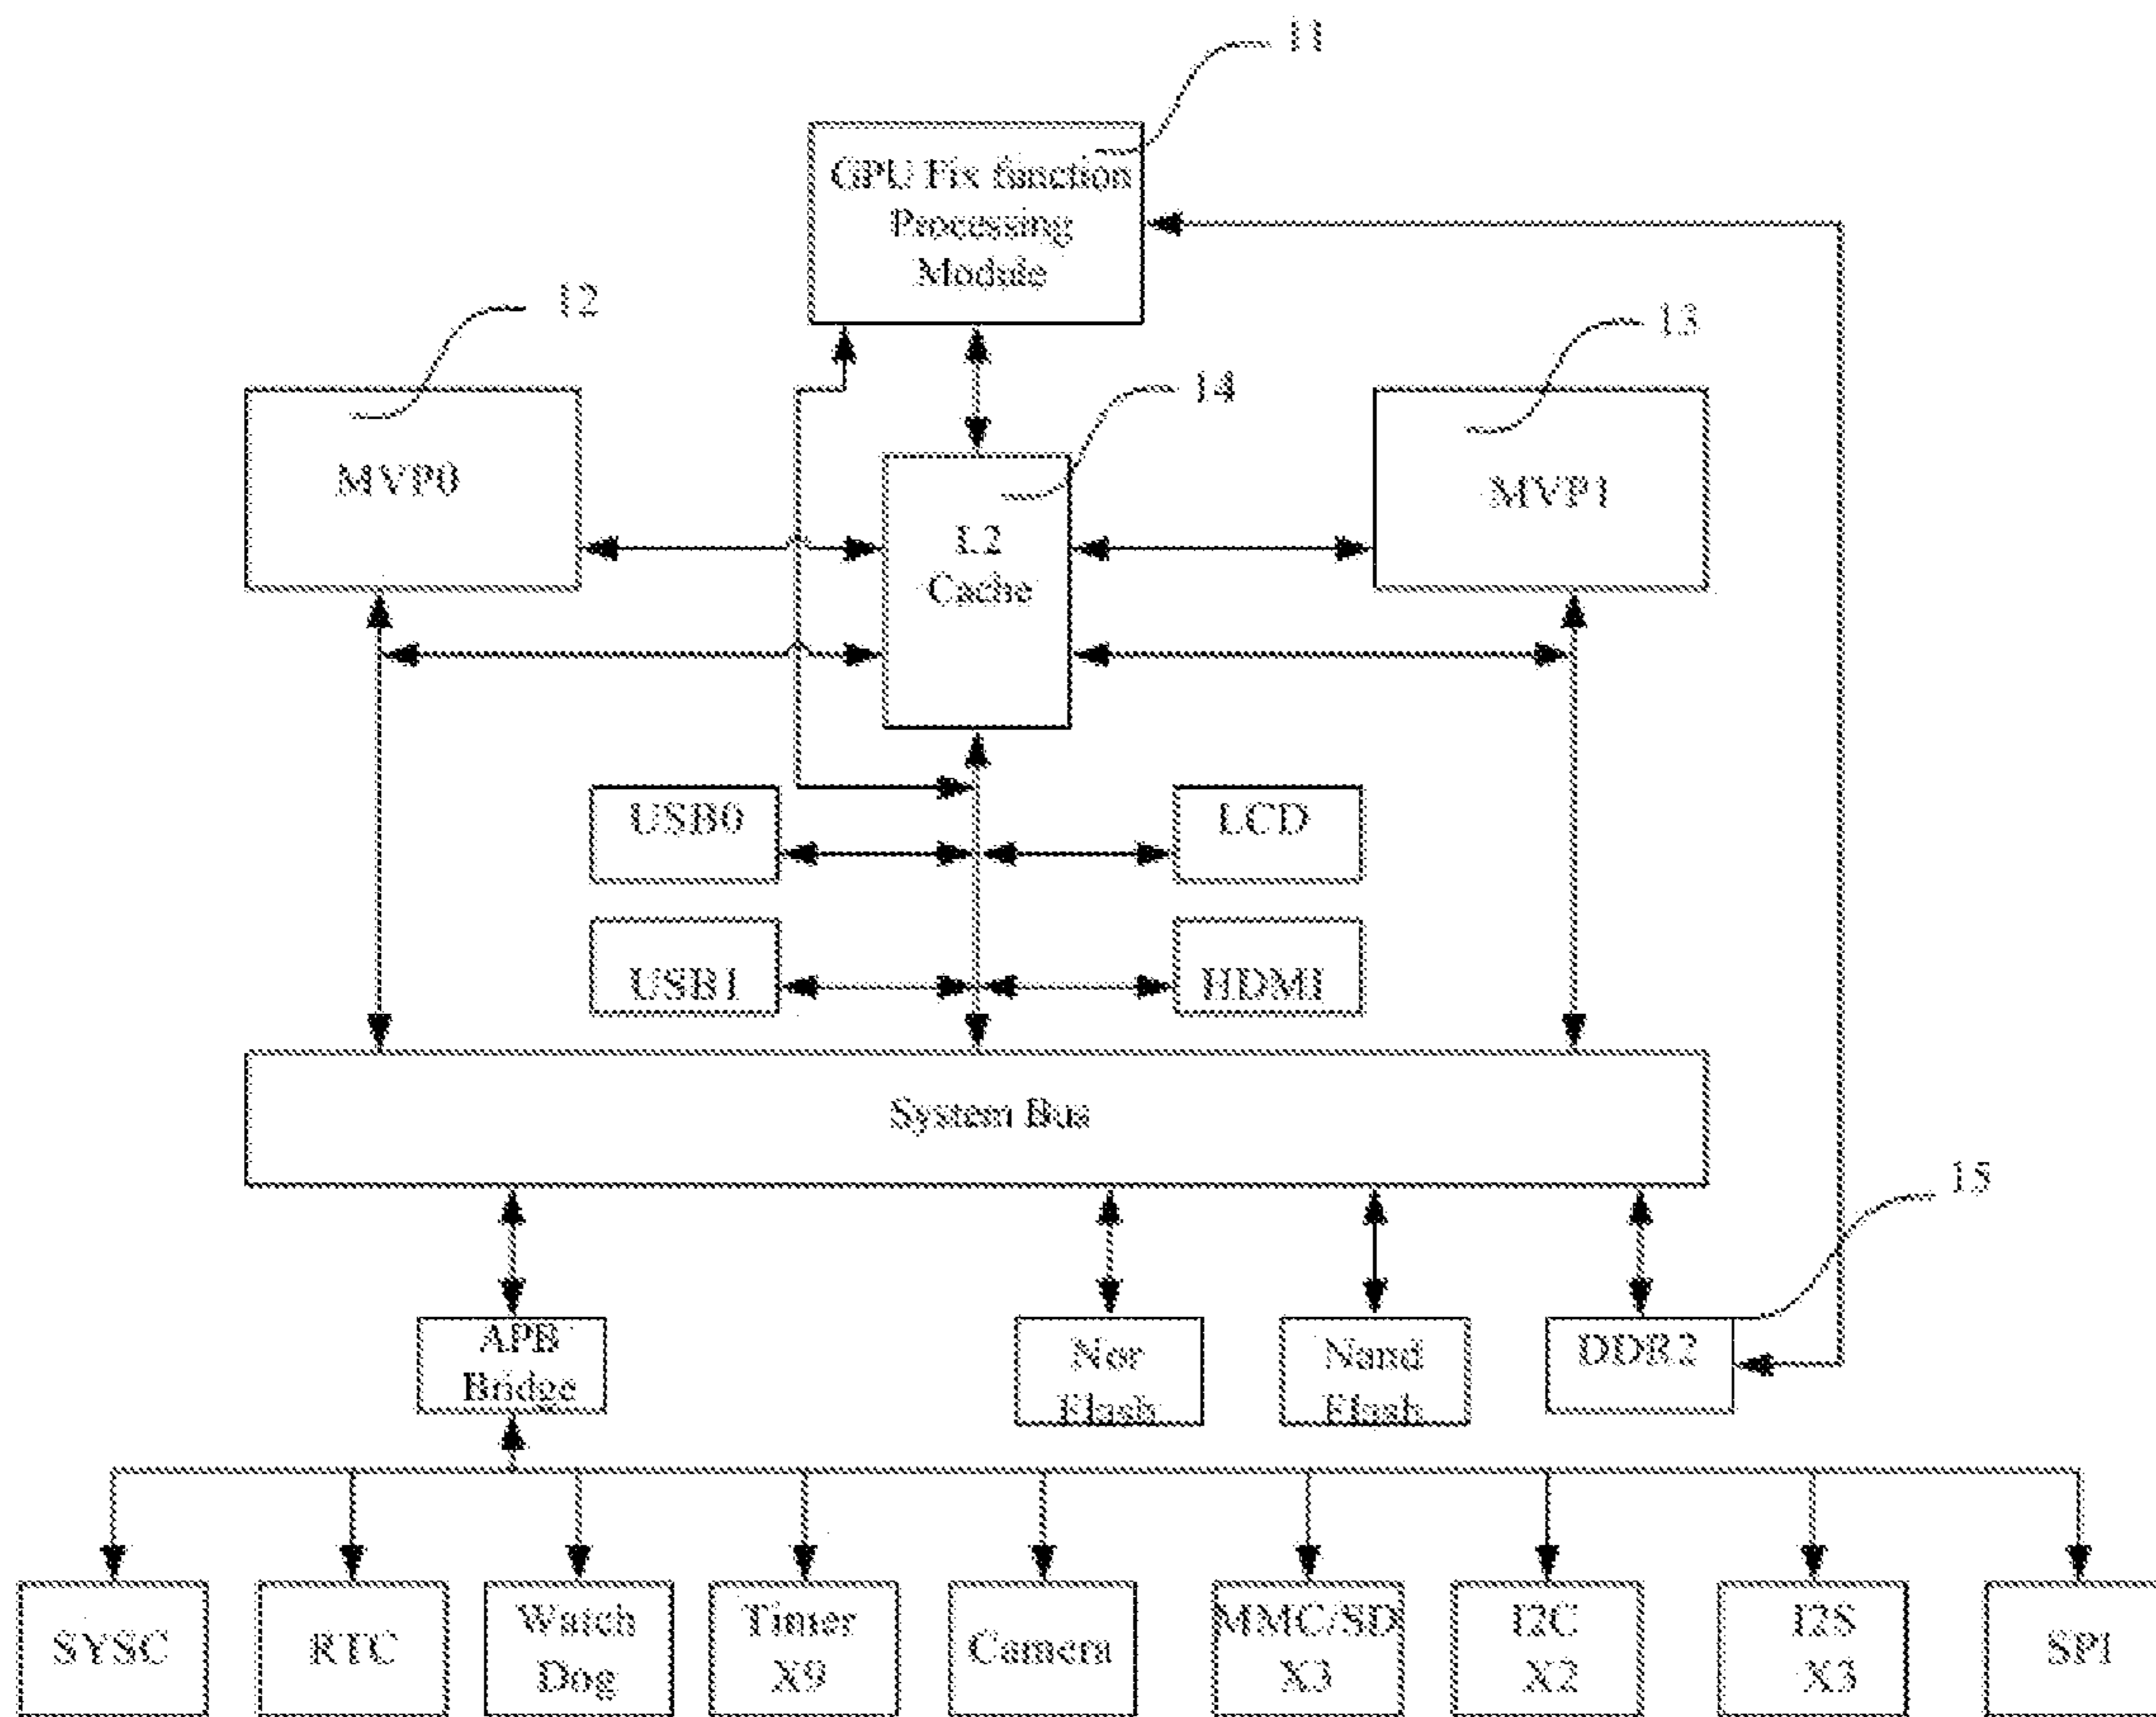 11
GPU Fix function
Processing
Module
12
13
14
MVP0
MVP1
L2
Cache
USB0
LCD
USB1
HDMI
System Bus
15
APB
Bridge
Nor
Flash
Nand
Flash
DDR2
SYSC
RTC
Watch
Dog
Timer
X9
Camera
MMC/SD
X3
I2C
X2
I2S
X3
SPI